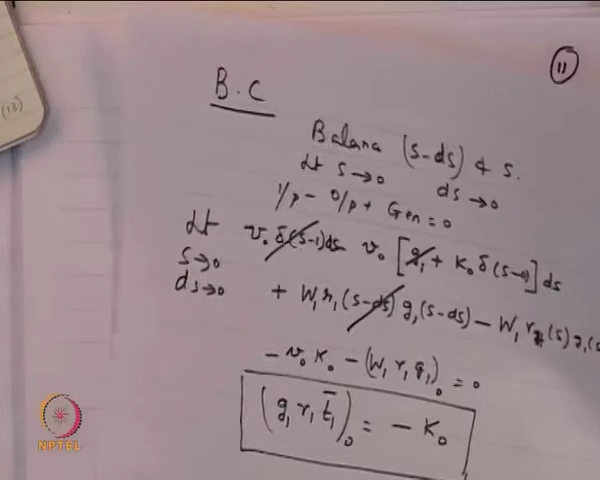 (13)
11
B.C
Balance (s-ds) & s.
Lt s→0 ds→0
I/p - O/p + Gen = 0
Lt s→0 ds→0 v₀ δ(s-1)ds - v₀ [g₁ + K₀ δ(s-0)] ds
+ W₁ r₁ (s-ds) g₁ (s-ds) - W₁ r₁ (s) g₁ (s
- v₀ K₀ - (W₁ r₁ g₁)₀ = 0
(g₁ r₁ t̄₁)₀ = - K₀
NPTEL